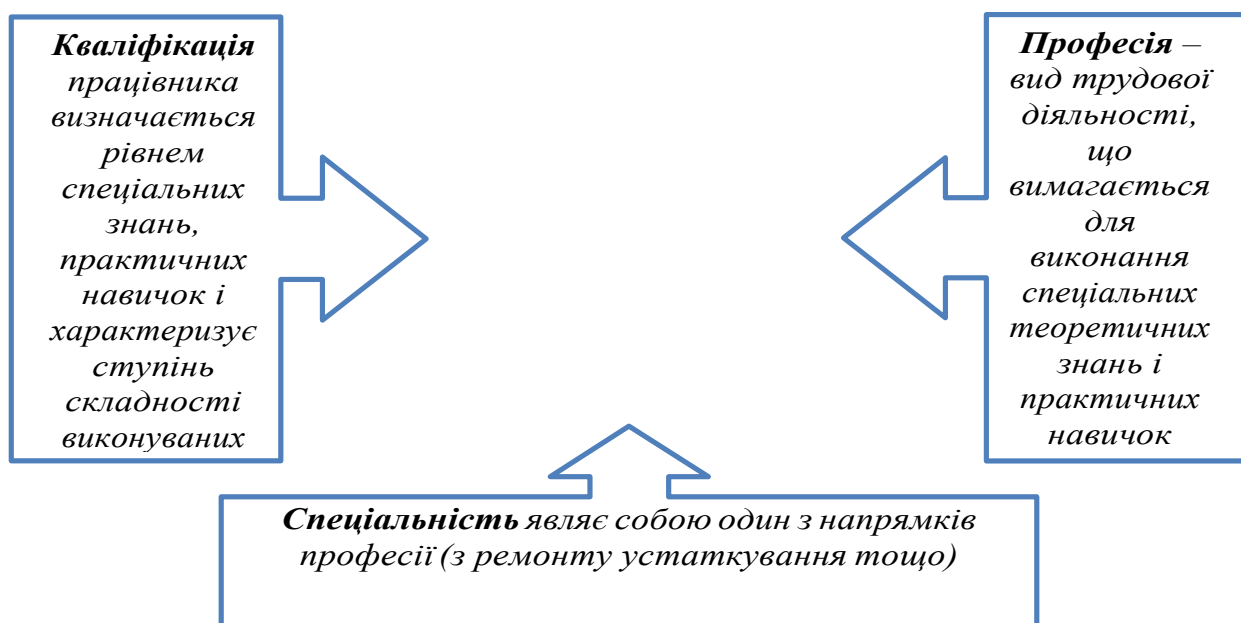 Кваліфікація
працівника
визначається
рівнем
спеціальних
знань,
практичних
навичок і
характеризує
ступінь
складності
виконуваних
Професія –
вид трудової
діяльності,
що
вимагається
для
виконання
спеціальних
теоретичних
знань і
практичних
навичок
Спеціальність являє собою один з напрямків
професії (з ремонту устаткування тощо)